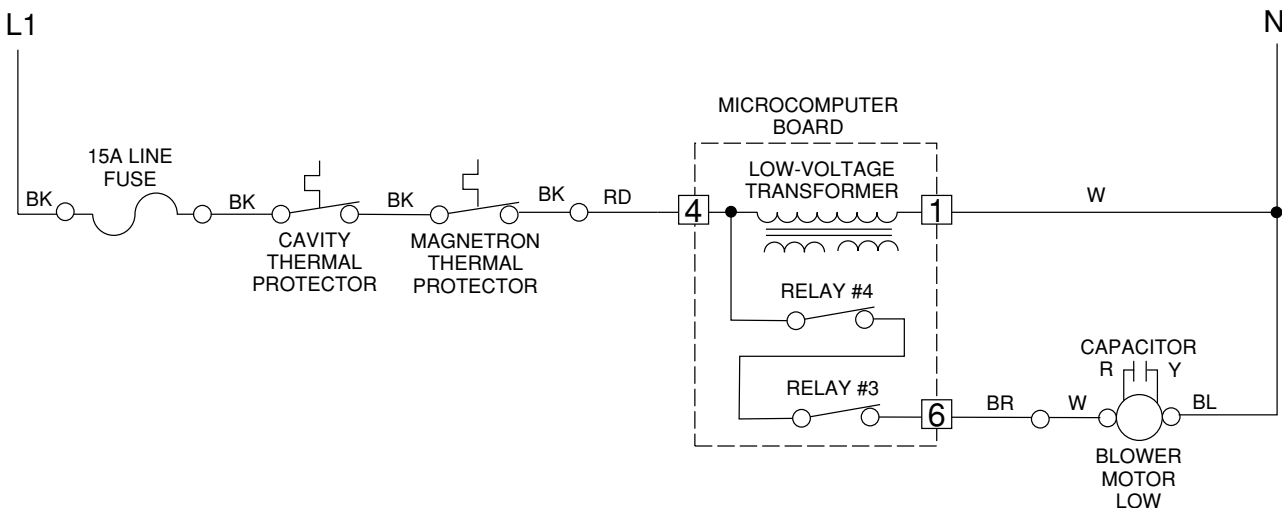 L1
N
MICROCOMPUTER
BOARD
15A LINE
FUSE
LOW-VOLTAGE
TRANSFORMER
BK
BK
BK
BK
RD
4
1
W
CAVITY
THERMAL
PROTECTOR
MAGNETRON
THERMAL
PROTECTOR
RELAY #4
CAPACITOR
R
Y
RELAY #3
6
BR
W
BL
BLOWER
MOTOR
LOW